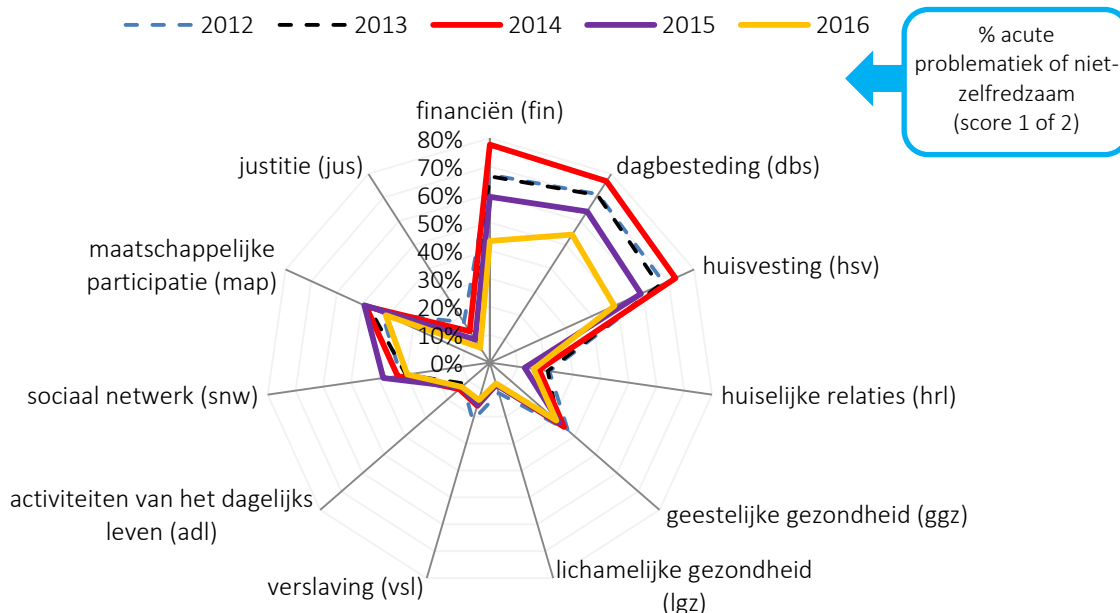 2012 2013 2014 2015 2016
% acute
problematiek of niet-
zelfredzaam
(score 1 of 2)
financiën (fin)
80%
70%
60%
50%
40%
30%
20%
10%
0%
dagbesteding (dbs)
huisvesting (hsv)
huiselijke relaties (hrl)
geestelijke gezondheid (ggz)
lichamelijke gezondheid
(lgz)
verslaving (vsl)
activiteiten van het dagelijks
leven (adl)
sociaal netwerk (snw)
maatschappelijke
participatie (map)
justitie (jus)